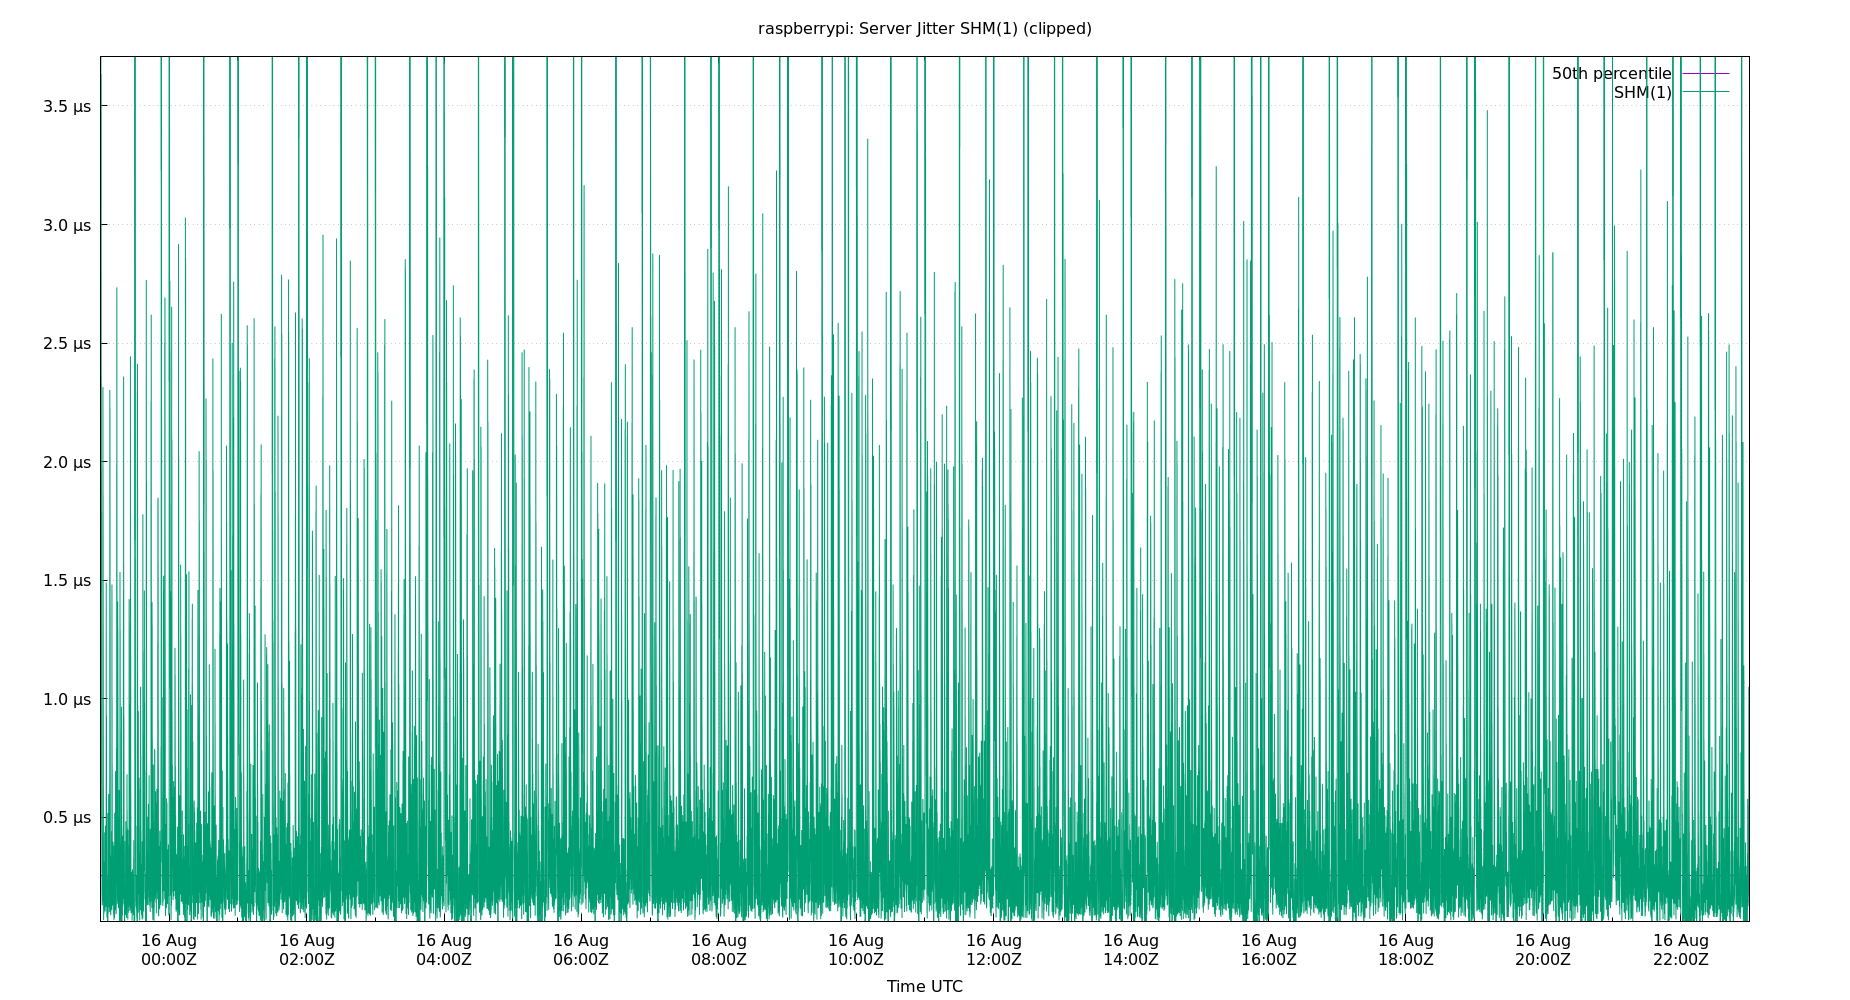 raspberrypi: Server Jitter SHM(1) (clipped)
50th percentile
SHM(1)
3.5 µs
3.0 µs
2.5 µs
2.0 µs
1.5 µs
1.0 µs
0.5 µs
16 Aug 16 Aug 16 Aug 16 Aug 16 Aug 16 Aug 16 Aug 16 Aug 16 Aug 16 Aug 16 Aug 16 Aug
00:00Z 02:00Z 04:00Z 06:00Z 08:00Z 10:00Z 12:00Z 14:00Z 16:00Z 18:00Z 20:00Z 22:00Z
Time UTC